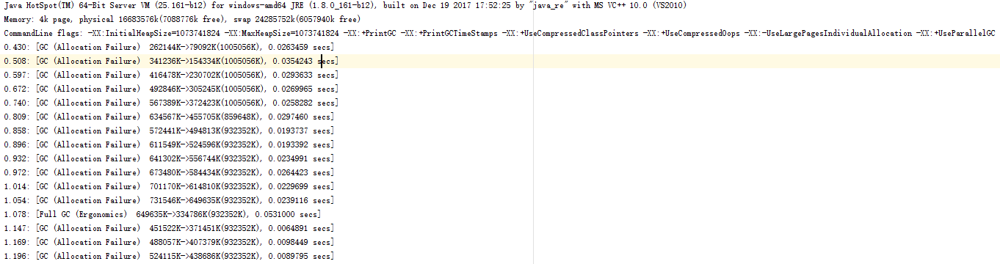 Java HotSpot(TM) 64-Bit Server VM (25.161-b12) for windows-amd64 JRE (1.8.0_161-b12), built on Dec 19 2017 17:52:25 by "java_re" with MS VC++ 10.0 (VS2010)
Memory: 4k page, physical 16683576k(7088776k free), swap 24285752k(6057940k free)
CommandLine flags: -XX:InitialHeapSize=1073741824 -XX:MaxHeapSize=1073741824 -XX:+PrintGC -XX:+PrintGCTimeStamps -XX:+UseCompressedClassPointers -XX:+UseCompressedOops -XX:-UseLargePagesIndividualAllocation -XX:+UseParallelGC
0.430: [GC (Allocation Failure)  262144K->79092K(1005056K), 0.0263459 secs]
0.508: [GC (Allocation Failure)  341236K->154334K(1005056K), 0.0354243 secs]
0.597: [GC (Allocation Failure)  416478K->230702K(1005056K), 0.0293633 secs]
0.672: [GC (Allocation Failure)  492846K->305245K(1005056K), 0.0269965 secs]
0.740: [GC (Allocation Failure)  567389K->372423K(1005056K), 0.0258282 secs]
0.809: [GC (Allocation Failure)  634567K->455705K(859648K), 0.0297460 secs]
0.858: [GC (Allocation Failure)  572441K->494813K(932352K), 0.0193737 secs]
0.896: [GC (Allocation Failure)  611549K->524596K(932352K), 0.0193392 secs]
0.932: [GC (Allocation Failure)  641302K->556744K(932352K), 0.0234991 secs]
0.972: [GC (Allocation Failure)  673480K->584434K(932352K), 0.0264423 secs]
1.014: [GC (Allocation Failure)  701170K->614810K(932352K), 0.0229699 secs]
1.054: [GC (Allocation Failure)  731546K->649635K(932352K), 0.0239116 secs]
1.078: [Full GC (Ergonomics)  649635K->334786K(932352K), 0.0531000 secs]
1.147: [GC (Allocation Failure)  451522K->371451K(932352K), 0.0064891 secs]
1.169: [GC (Allocation Failure)  488057K->407379K(932352K), 0.0098449 secs]
1.196: [GC (Allocation Failure)  524115K->438686K(932352K), 0.0089795 secs]